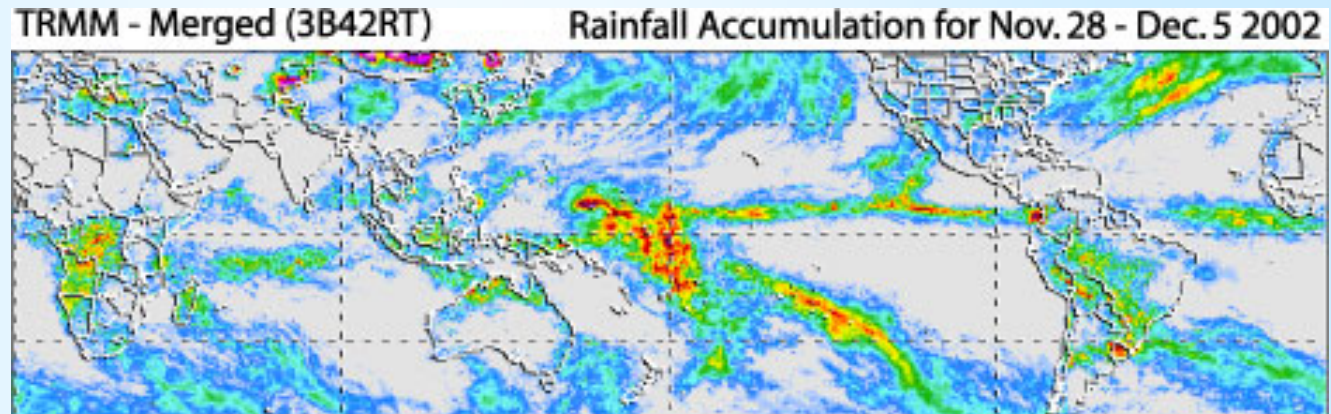 TRMM - Merged (3B42RT) Rainfall Accumulation for Nov. 28 - Dec. 5 2002